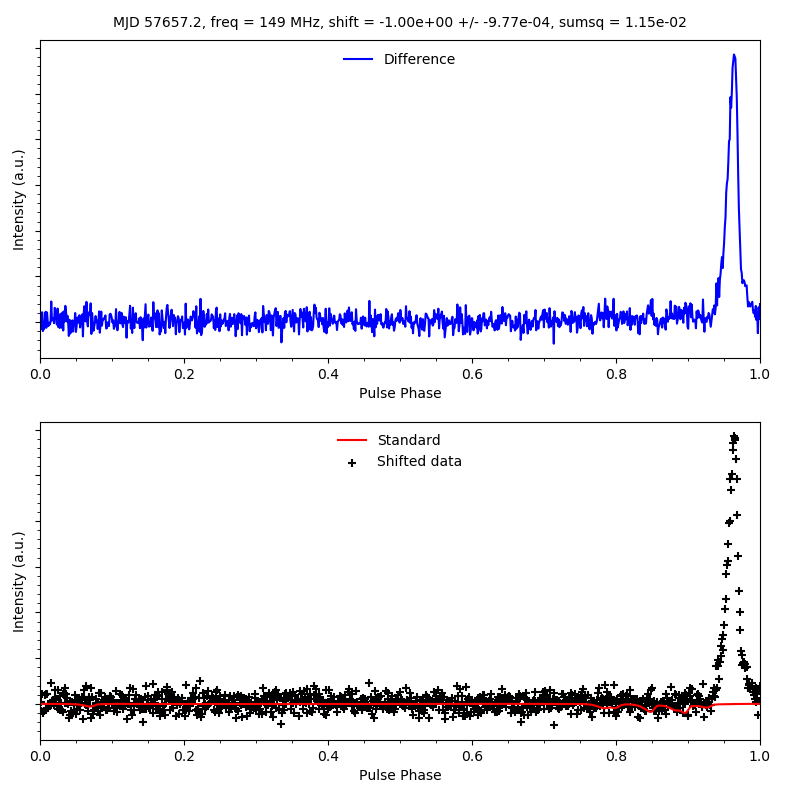 MJD 57657.2, freq = 149 MHz, shift = -1.00e+00 +/- -9.77e-04, sumsq = 1.15e-02
Difference
Intensity (a.u.)
0.0 0.2 0.4 0.6 0.8 1.0
Pulse Phase
Standard
Shifted data
Intensity (a.u.)
0.0 0.2 0.4 0.6 0.8 1.0
Pulse Phase